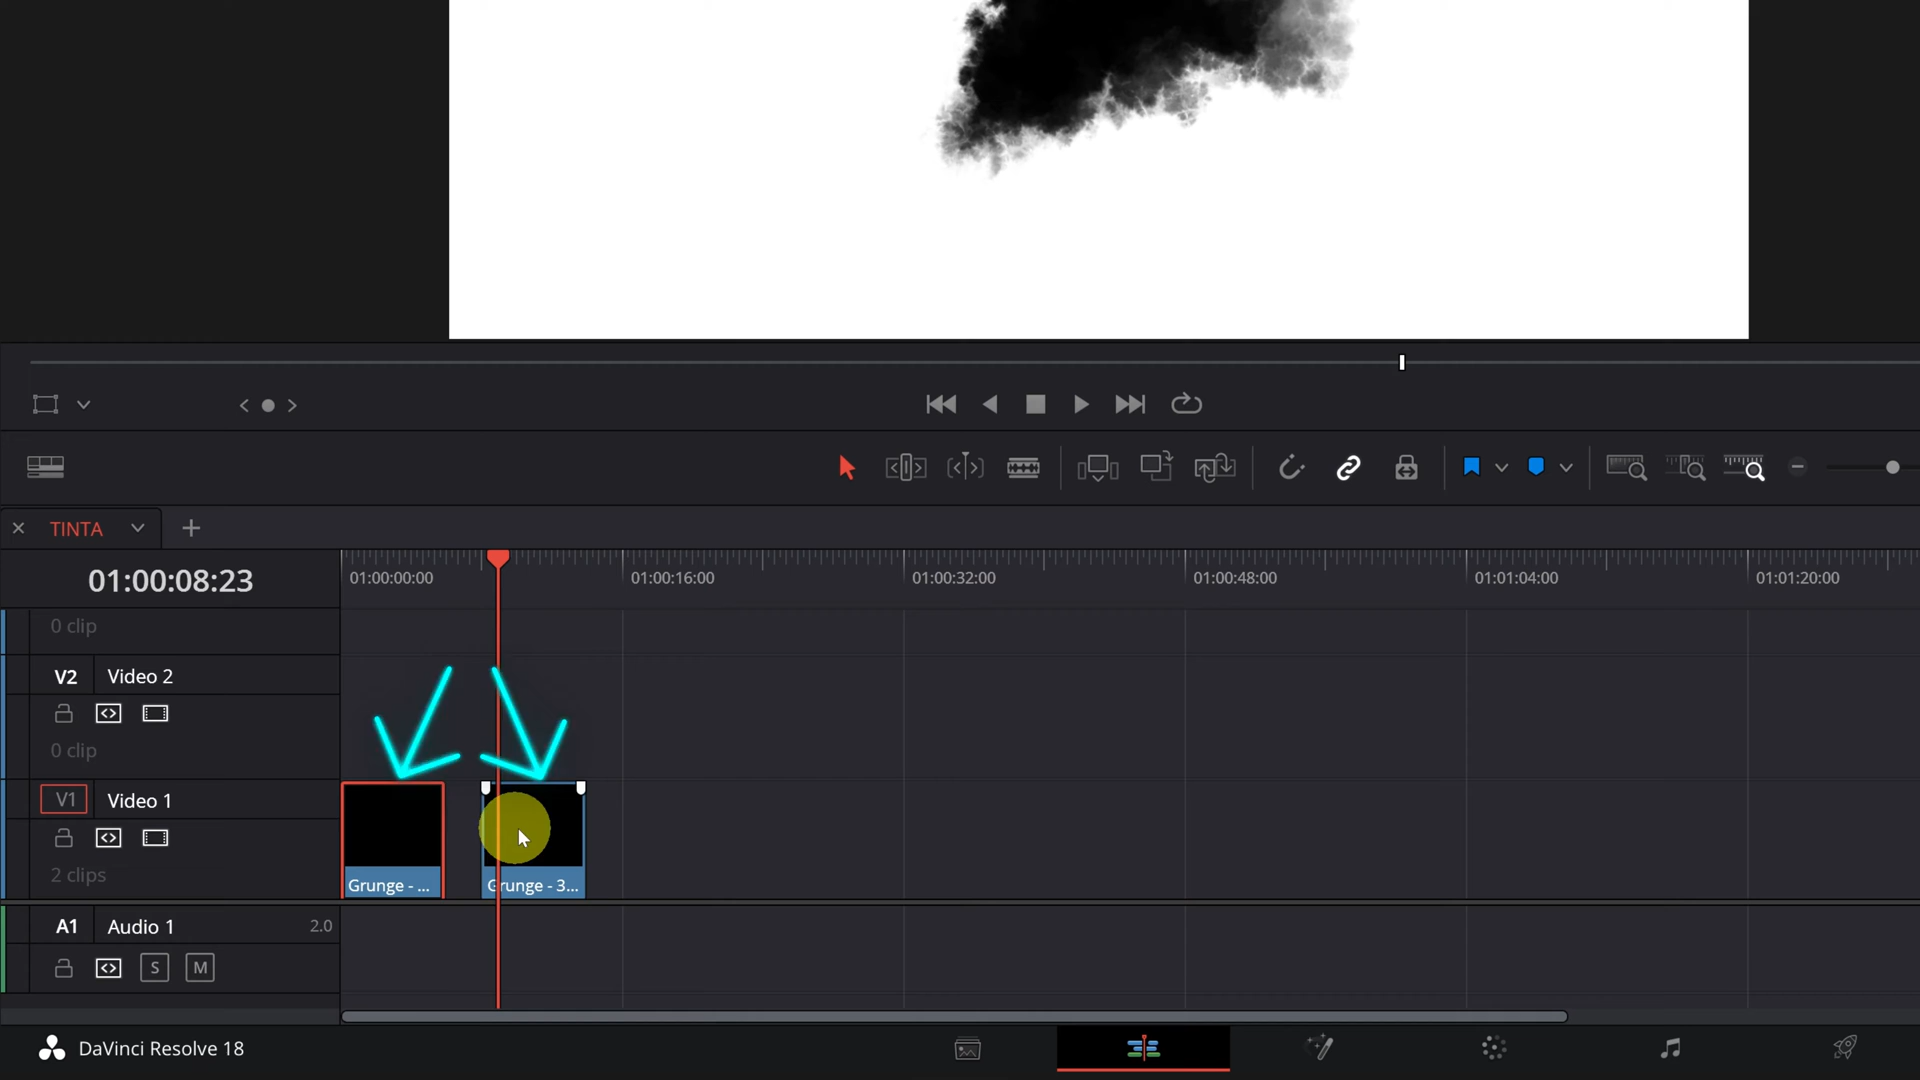 TINTA
01:00:08:23
01:00:00:00
01:00:16:00
01:00:32:00
01:00:48:00
01:01:04:00
01:01:20:00
0 clip
V2 Video 2
0 clip
V1 Video 1
2 clips
Grunge - ...
Grunge - 3...
A1 Audio 1 2.0
S M
DaVinci Resolve 18